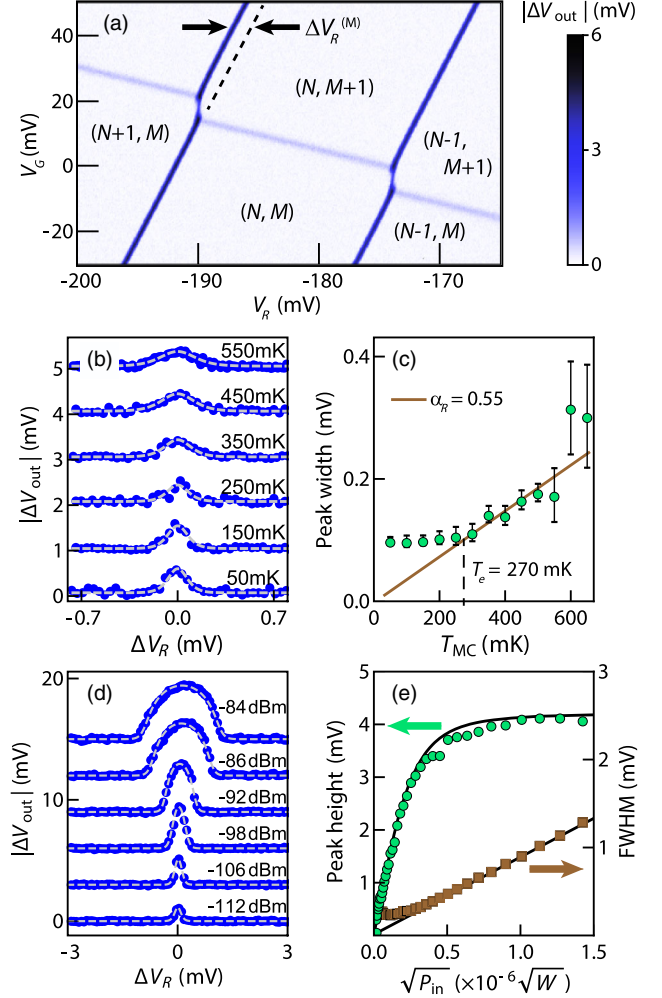 (a)
ΔV_R^(M)
|ΔV_out| (mV)
6
3
0
40
20
0
-20
V_G (mV)
(N+1, M)
(N, M+1)
(N-1, M+1)
(N, M)
(N-1, M)
-200
-190
-180
-170
V_R (mV)
(b)
550mK
450mK
350mK
250mK
150mK
50mK
5
4
3
2
1
0
|ΔV_out| (mV)
-0.7
0.0
0.7
ΔV_R (mV)
(c)
α_R = 0.55
T_e = 270 mK
0.4
0.2
0.0
Peak width (mV)
0
200
400
600
T_MC (mK)
(d)
-84 dBm
-86 dBm
-92 dBm
-98 dBm
-106 dBm
-112 dBm
20
10
0
|ΔV_out| (mV)
-3
0
3
ΔV_R (mV)
(e)
5
4
3
2
1
Peak height (mV)
3
2
1
FWHM (mV)
0.0
0.5
1.0
1.5
√P_in (×10⁻⁶√W)